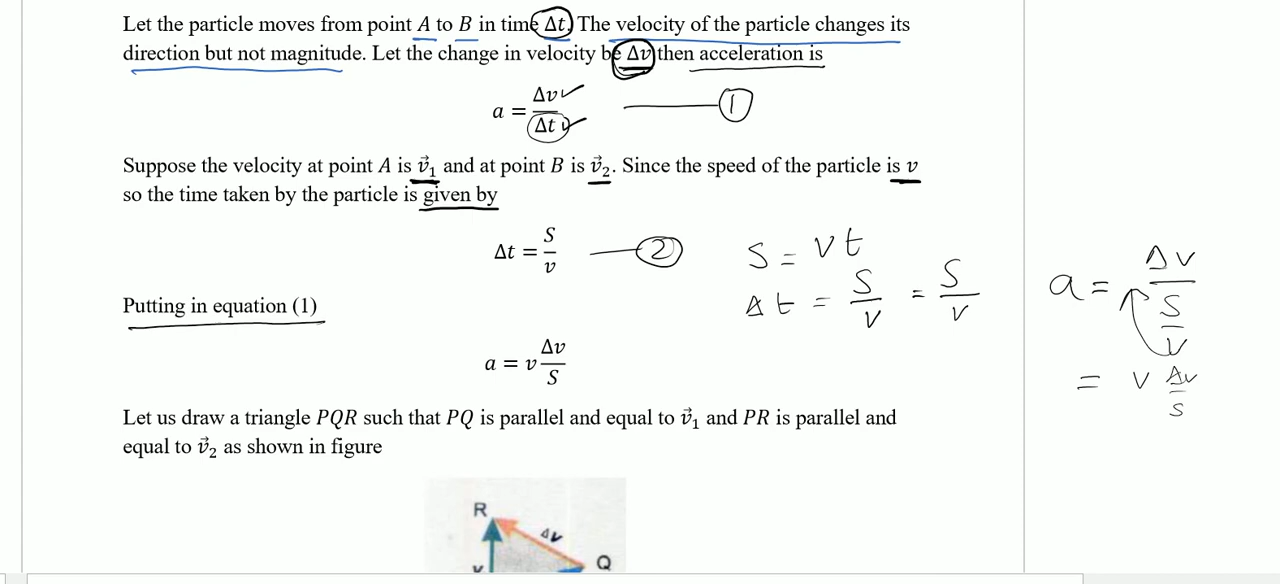 Let the particle moves from point A to B in time Δt. The velocity of the particle changes its
direction but not magnitude. Let the change in velocity be Δv then acceleration is
a = Δv/Δt ——— 1
Suppose the velocity at point A is v⃗₁ and at point B is v⃗₂. Since the speed of the particle is v
so the time taken by the particle is given by
Δt = S/v — 2
S = vt
Δt = S/v = S/v
a = Δv/(S/v)
= v Δv/S
Putting in equation (1)
a = v Δv/S
Let us draw a triangle PQR such that PQ is parallel and equal to v⃗₁ and PR is parallel and
equal to v⃗₂ as shown in figure
R
Δv
Q